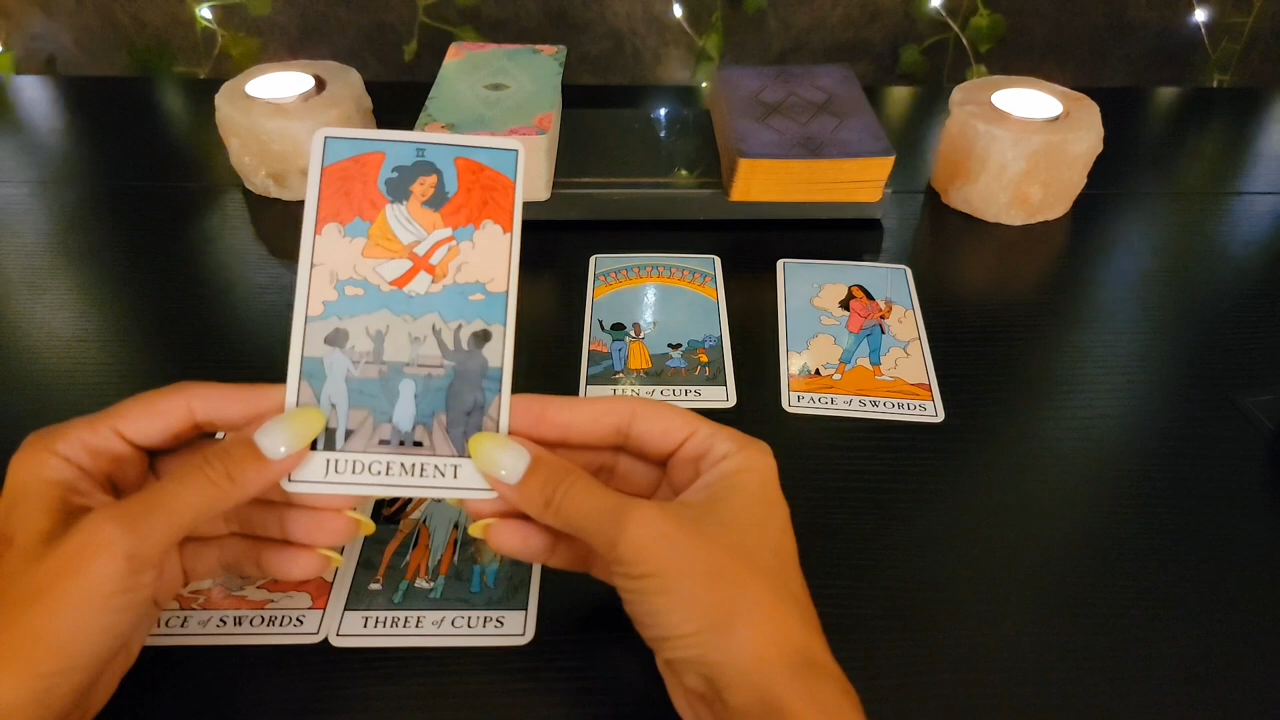 TEN of CUPS
PAGE of SWORDS
JUDGEMENT
ACE of SWORDS
THREE of CUPS